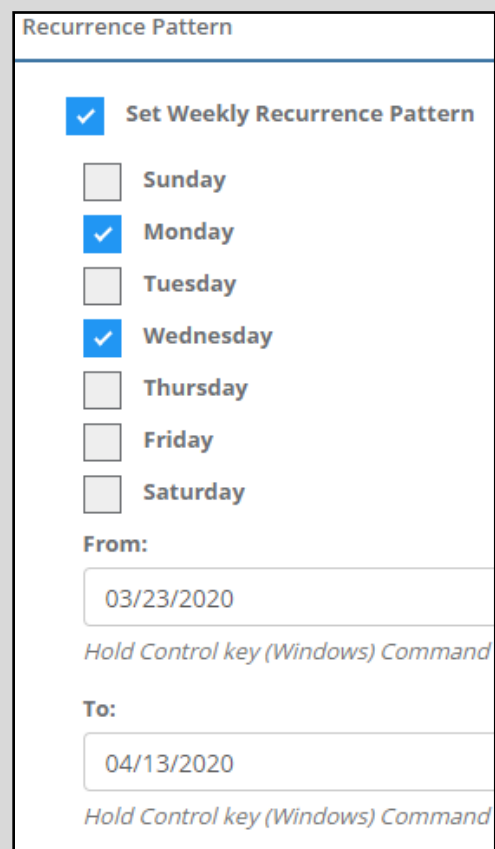 Recurrence Pattern
Set Weekly Recurrence Pattern
Sunday
Monday
Tuesday
Wednesday
Thursday
Friday
Saturday
From:
03/23/2020
Hold Control key (Windows) Command
To:
04/13/2020
Hold Control key (Windows) Command